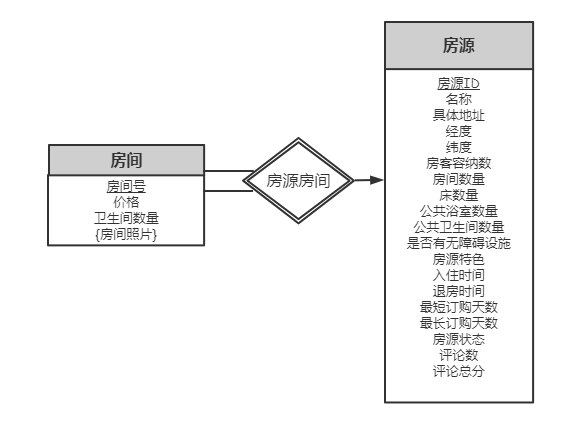 房间
房间号
价格
卫生间数量
{房间照片}
房源房间
房源
房源ID
名称
具体地址
经度
纬度
房客容纳数
房间数量
床数量
公共浴室数量
公共卫生间数量
是否有无障碍设施
房源特色
入住时间
退房时间
最短订购天数
最长订购天数
房源状态
评论数
评论总分